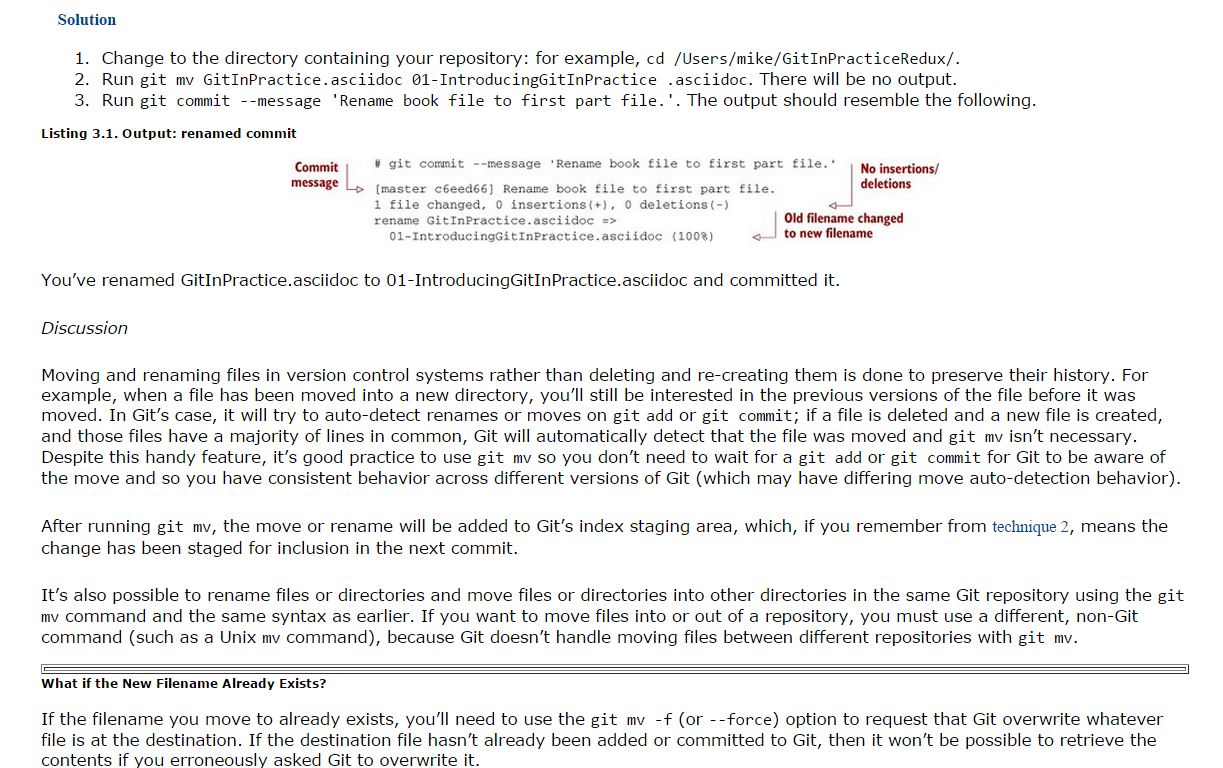 Solution
1. Change to the directory containing your repository: for example, cd /Users/mike/GitInPracticeRedux/.
2. Run git mv GitInPractice.asciidoc 01-IntroducingGitInPractice .asciidoc. There will be no output.
3. Run git commit --message 'Rename book file to first part file.'. The output should resemble the following.
Listing 3.1. Output: renamed commit
Commit
message
# git commit --message 'Rename book file to first part file.'
[master c6eed66] Rename book file to first part file.
1 file changed, 0 insertions(+), 0 deletions(-)
rename GitInPractice.asciidoc =>
01-IntroducingGitInPractice.asciidoc (100%)
No insertions/
deletions
Old filename changed
to new filename
You’ve renamed GitInPractice.asciidoc to 01-IntroducingGitInPractice.asciidoc and committed it.
Discussion
Moving and renaming files in version control systems rather than deleting and re-creating them is done to preserve their history. For
example, when a file has been moved into a new directory, you’ll still be interested in the previous versions of the file before it was
moved. In Git’s case, it will try to auto-detect renames or moves on git add or git commit; if a file is deleted and a new file is created,
and those files have a majority of lines in common, Git will automatically detect that the file was moved and git mv isn’t necessary.
Despite this handy feature, it’s good practice to use git mv so you don’t need to wait for a git add or git commit for Git to be aware of
the move and so you have consistent behavior across different versions of Git (which may have differing move auto-detection behavior).
After running git mv, the move or rename will be added to Git’s index staging area, which, if you remember from technique 2, means the
change has been staged for inclusion in the next commit.
It’s also possible to rename files or directories and move files or directories into other directories in the same Git repository using the git
mv command and the same syntax as earlier. If you want to move files into or out of a repository, you must use a different, non-Git
command (such as a Unix mv command), because Git doesn’t handle moving files between different repositories with git mv.
What if the New Filename Already Exists?
If the filename you move to already exists, you’ll need to use the git mv -f (or --force) option to request that Git overwrite whatever
file is at the destination. If the destination file hasn’t already been added or committed to Git, then it won’t be possible to retrieve the
contents if you erroneously asked Git to overwrite it.